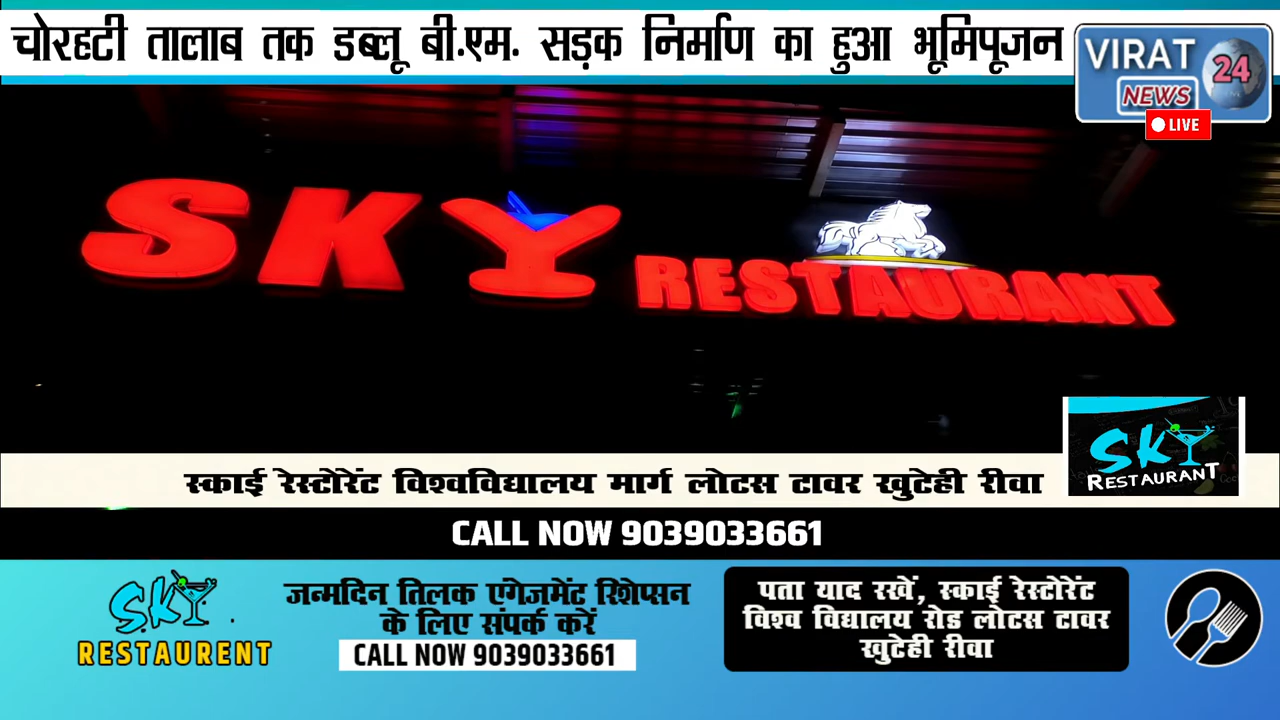 चोरहटी तालाब तक डब्लू बी.एम. सड़क निर्माण का हुआ भूमिपूजन
VIRAT
24
NEWS
LIVE
SKY RESTAURANT
SKY
RESTAURANT
स्काई रेस्टोरेंट विश्वविद्यालय मार्ग लोटस टावर खुटेही रीवा
CALL NOW 9039033661
SKY
RESTAURENT
जन्मदिन तिलक एंगेजमेंट रिशेप्सन
के लिए संपर्क करें
CALL NOW 9039033661
पता याद रखें, स्काई रेस्टोरेंट
विश्व विद्यालय रोड लोटस टावर
खुटेही रीवा